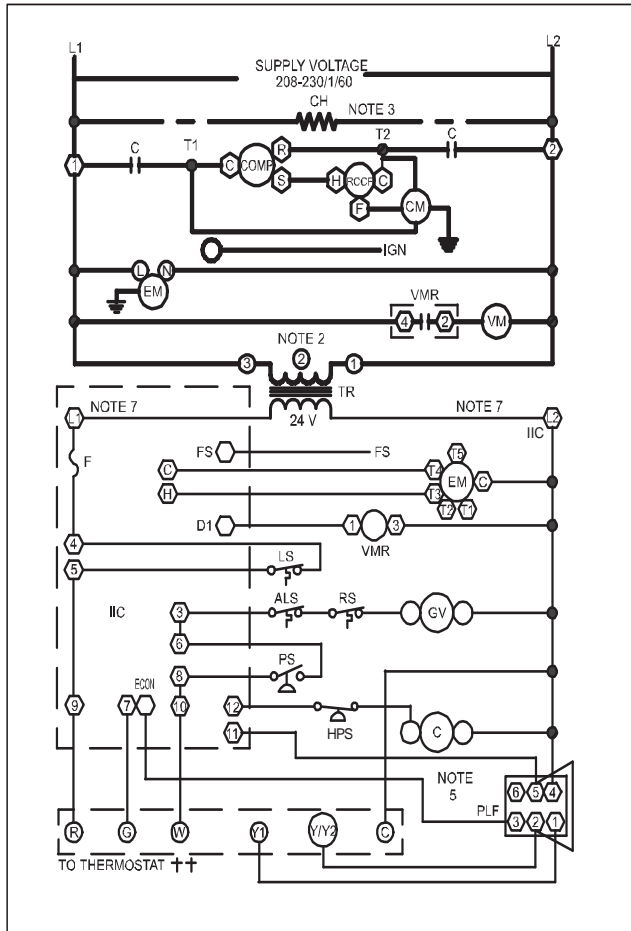 L1
L2
SUPPLY VOLTAGE
208-230/1/60
CH
NOTE 3
C
T1
T2
C
1
C
COMP
R
2
S
H
RCCP
C
F
CM
IGN
L
N
EM
VMR
4
2
VM
NOTE 2
3
2
1
TR
L1
NOTE 7
24 V
NOTE 7
L2
IIC
F
FS
FS
C
T4
T5
EM
C
H
T3
T2
T1
D1
1
3
VMR
4
5
LS
IIC
3
ALS
RS
GV
6
8
PS
9
7
ECON
10
12
HPS
C
11
NOTE
5
6
5
4
PLF
3
2
1
R
G
W
Y1
Y/Y2
C
TO THERMOSTAT ††